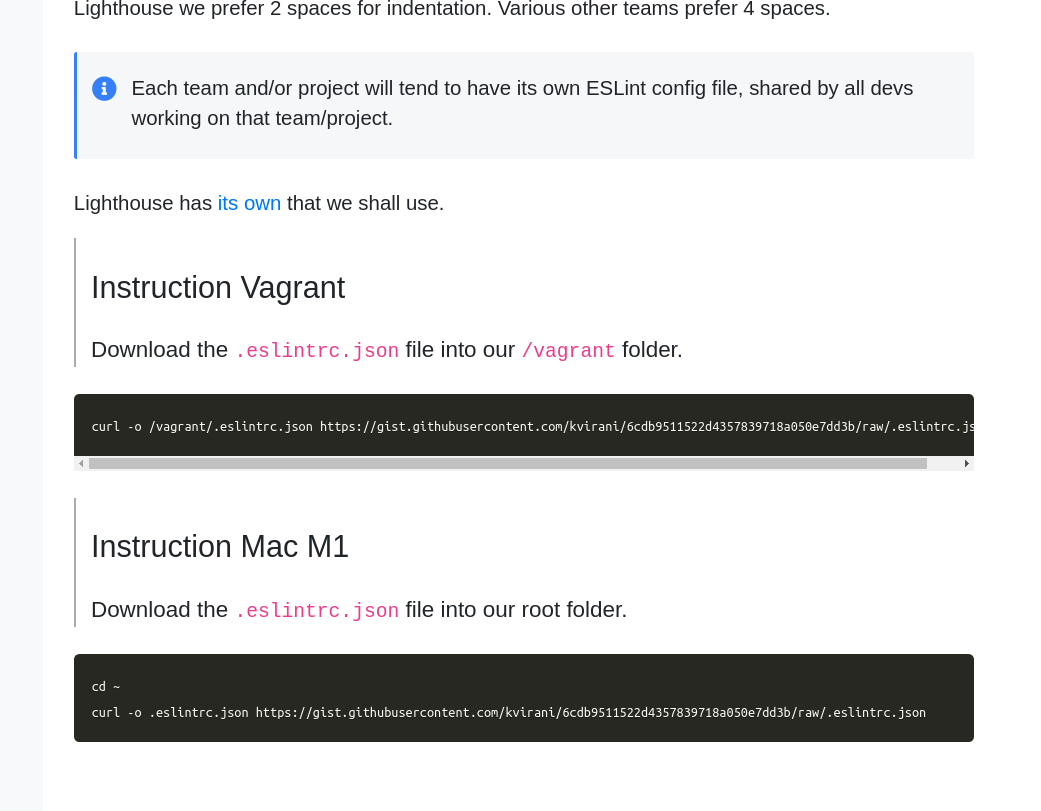 Lighthouse we prefer 2 spaces for indentation. Various other teams prefer 4 spaces.
Each team and/or project will tend to have its own ESLint config file, shared by all devs
working on that team/project.
Lighthouse has its own that we shall use.
Instruction Vagrant
Download the .eslintrc.json file into our /vagrant folder.
curl -o /vagrant/.eslintrc.json https://gist.githubusercontent.com/kvirani/6cdb9511522d4357839718a050e7dd3b/raw/.eslintrc.js
Instruction Mac M1
Download the .eslintrc.json file into our root folder.
cd ~
curl -o .eslintrc.json https://gist.githubusercontent.com/kvirani/6cdb9511522d4357839718a050e7dd3b/raw/.eslintrc.json